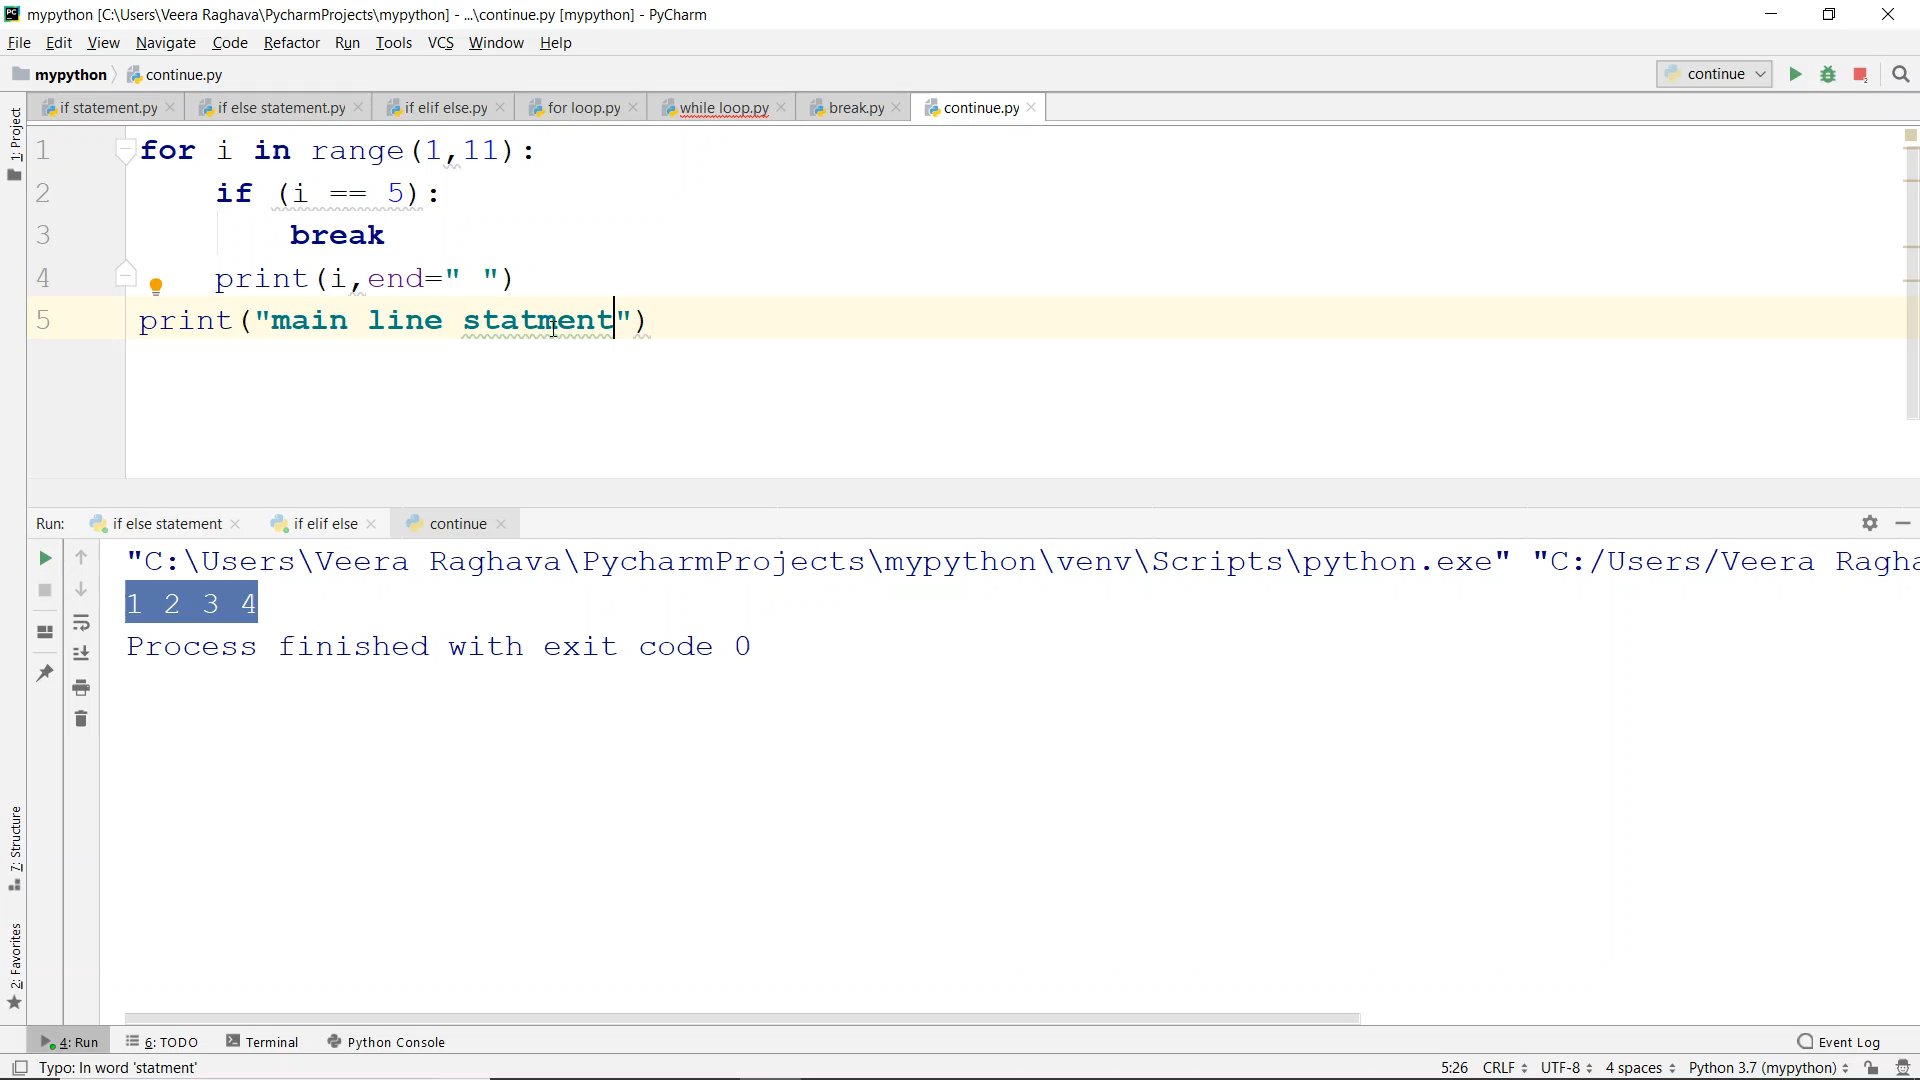 mypython [C:\Users\Veera Raghava\PycharmProjects\mypython] - ...\continue.py [mypython] - PyCharm
File Edit View Navigate Code Refactor Run Tools VCS Window Help
mypython continue.py continue
if statement.py if else statement.py if elif else.py for loop.py while loop.py break.py continue.py
1: Project
1 for i in range(1,11):
2 if (i == 5):
3 break
4 print(i,end=" ")
5 print("main line statment")
Run: if else statement if elif else continue
"C:\Users\Veera Raghava\PycharmProjects\mypython\venv\Scripts\python.exe" "C:/Users/Veera Ragha
1 2 3 4
Process finished with exit code 0
7: Structure
2: Favorites
4: Run 6: TODO Terminal Python Console Event Log
Typo: In word 'statment' 5:26 CRLF UTF-8 4 spaces Python 3.7 (mypython)